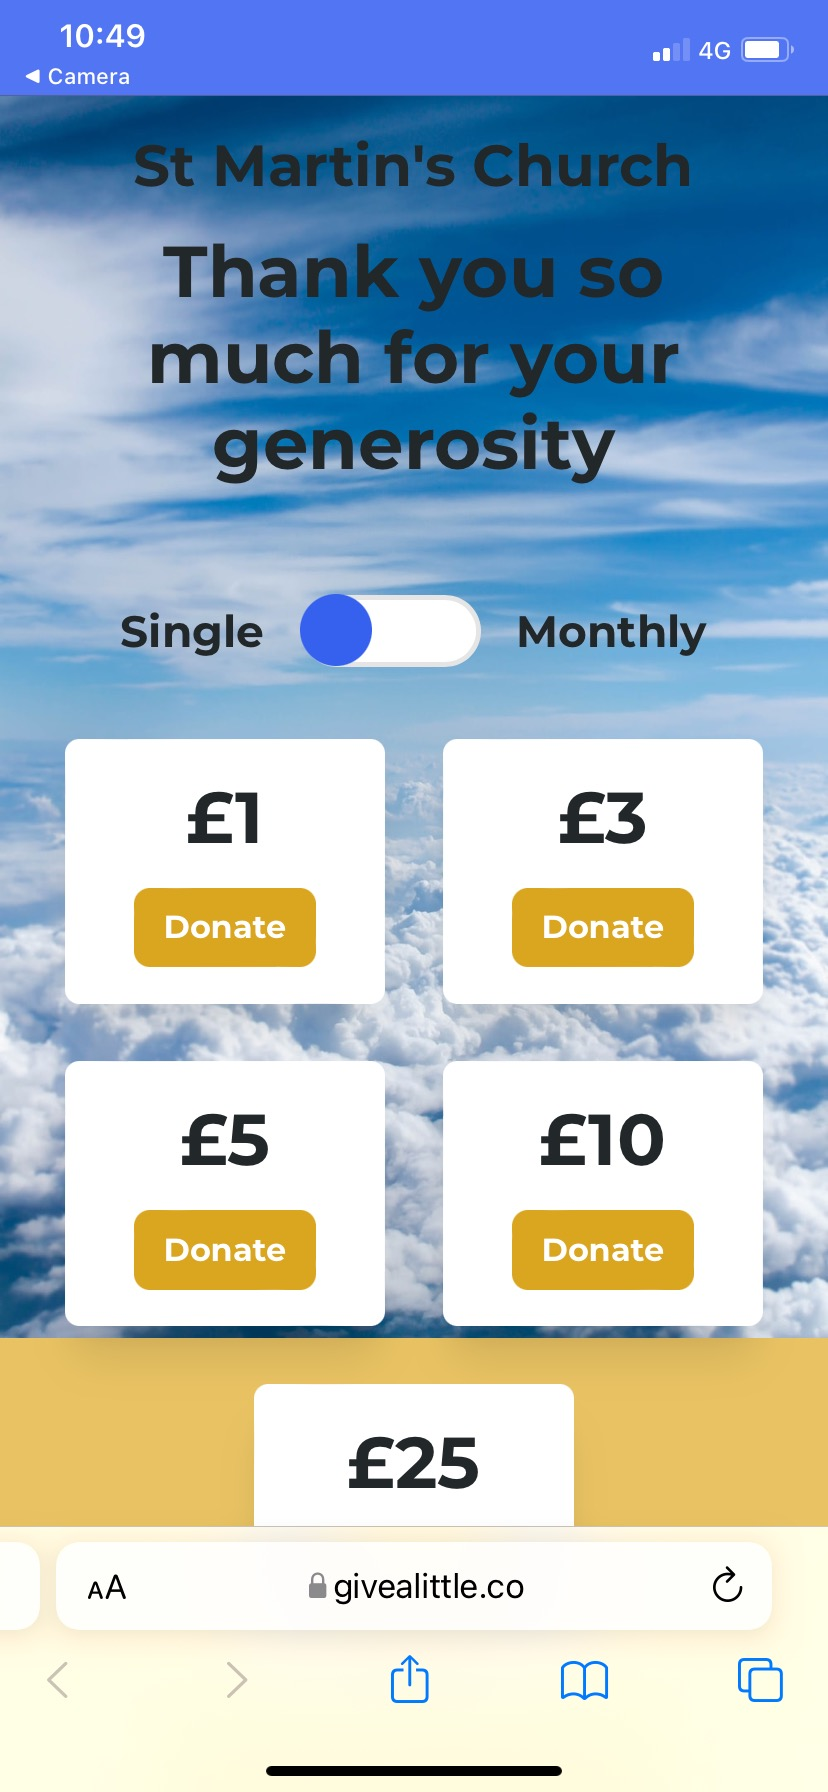 10:49
4G
Camera
St Martin's Church
Thank you so
much for your
generosity
Single Monthly
£1 £3
Donate Donate
£5 £10
Donate Donate
£25
AA givealittle.co